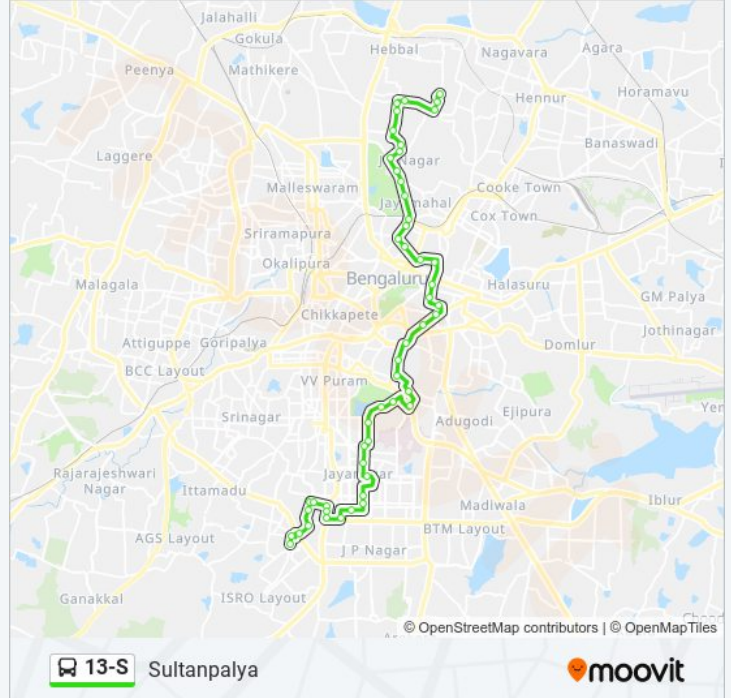 Jalahalli
Gokula
Hebbal
Nagavara
Agara
Peenya
Mathikere
Hennur
Horamavu
Banaswadi
Laggere
Nagar
Malleswaram
Cooke Town
Jayamahal
Cox Town
Sriramapura
Okalipura
Bengaluru
Halasuru
Malagala
GM Palya
Chikkapete
Jothinagar
Attiguppe
Goripalya
Domlur
BCC Layout
VV Puram
Ejipura
Srinagar
Adugodi
Rajarajeshwari
Nagar
Ittamadu
Iblur
Madiwala
AGS Layout
BTM Layout
J P Nagar
Ganakkal
ISRO Layout
© OpenStreetMap contributors | © OpenMapTiles
13-S
Sultanpalya
moovit